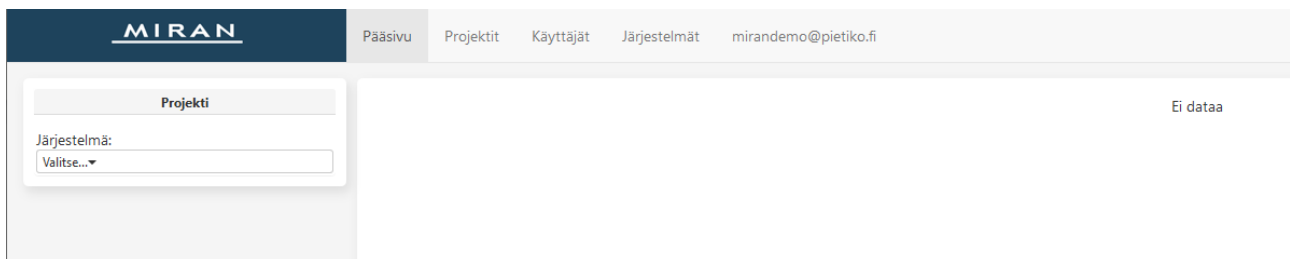 MIRAN
Pääsivu Projektit Käyttäjät Järjestelmät mirandemo@pietiko.fi
Projekti
Järjestelmä:
Valitse...
Ei dataa